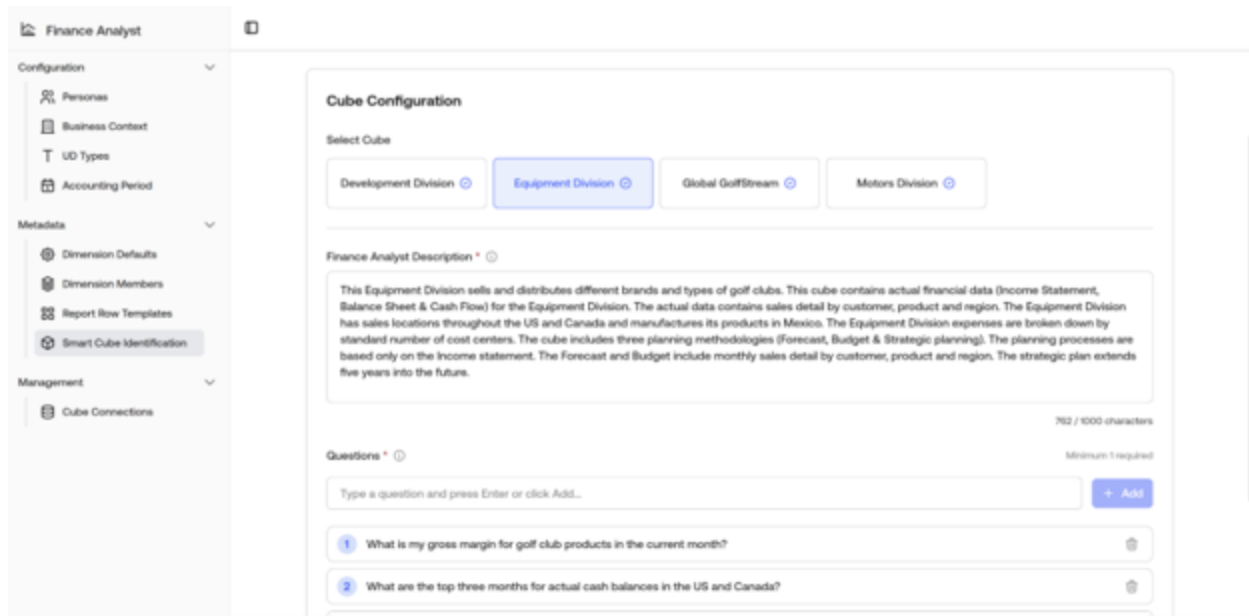 Finance Analyst
Configuration
Personas
Business Context
UD Types
Accounting Period
Metadata
Dimension Defaults
Dimension Members
Report Row Templates
Smart Cube Identification
Management
Cube Connections
Cube Configuration
Select Cube
Development Division
Equipment Division
Global GolfStream
Motors Division
Finance Analyst Description *
This Equipment Division sells and distributes different brands and types of golf clubs. This cube contains actual financial data (Income Statement,
Balance Sheet & Cash Flow) for the Equipment Division. The actual data contains sales detail by customer, product and region. The Equipment Division
has sales locations throughout the US and Canada and manufactures its products in Mexico. The Equipment Division expenses are broken down by
standard number of cost centers. The cube includes three planning methodologies (Forecast, Budget & Strategic planning). The planning processes are
based only on the Income statement. The Forecast and Budget include monthly sales detail by customer, product and region. The strategic plan extends
five years into the future.
762 / 1000 characters
Questions *
Minimum 1 required
Type a question and press Enter or click Add...
+ Add
1 What is my gross margin for golf club products in the current month?
2 What are the top three months for actual cash balances in the US and Canada?